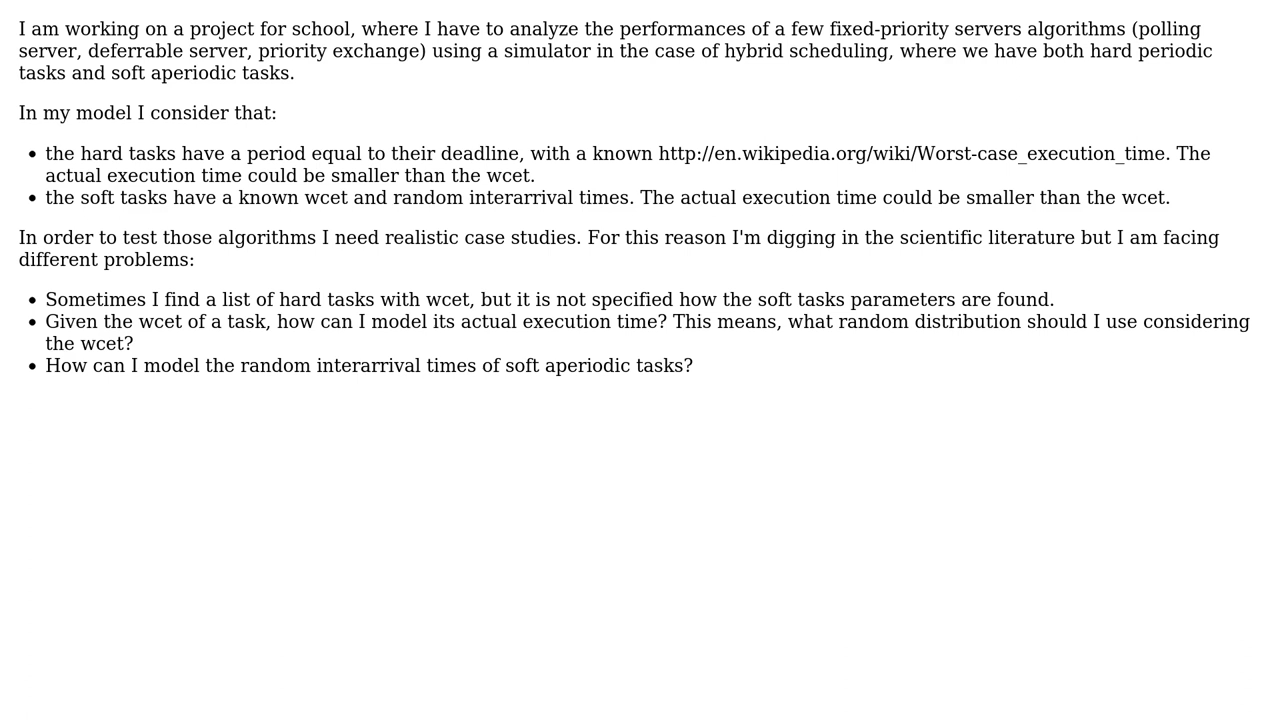 I am working on a project for school, where I have to analyze the performances of a few fixed-priority servers algorithms (polling
server, deferrable server, priority exchange) using a simulator in the case of hybrid scheduling, where we have both hard periodic
tasks and soft aperiodic tasks.
In my model I consider that:
• the hard tasks have a period equal to their deadline, with a known http://en.wikipedia.org/wiki/Worst-case_execution_time. The
actual execution time could be smaller than the wcet.
• the soft tasks have a known wcet and random interarrival times. The actual execution time could be smaller than the wcet.
In order to test those algorithms I need realistic case studies. For this reason I'm digging in the scientific literature but I am facing
different problems:
• Sometimes I find a list of hard tasks with wcet, but it is not specified how the soft tasks parameters are found.
• Given the wcet of a task, how can I model its actual execution time? This means, what random distribution should I use considering
the wcet?
• How can I model the random interarrival times of soft aperiodic tasks?